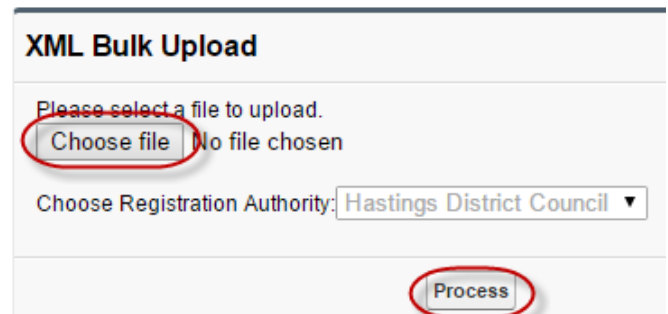 XML Bulk Upload
Please select a file to upload.
Choose file No file chosen
Choose Registration Authority: Hastings District Council
Process